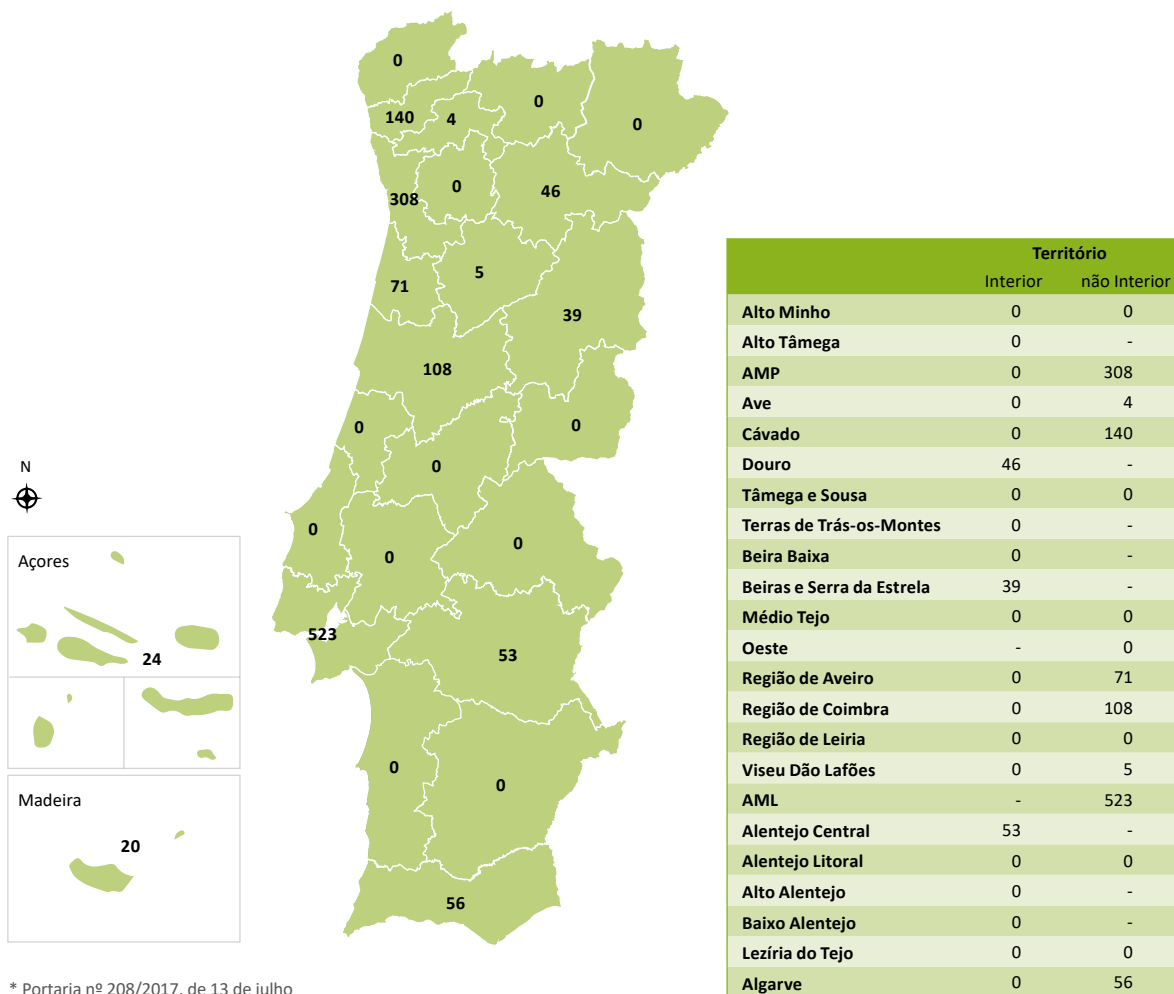 0
0
0
140
4
0
46
308
5
71
39
108
0
0
0
N
0
0
0
Açores
523
24
53
0
0
Madeira
20
56
Território
Interior não Interior
Alto Minho 0 0
Alto Tâmega 0 -
AMP 0 308
Ave 0 4
Cávado 0 140
Douro 46 -
Tâmega e Sousa 0 0
Terras de Trás-os-Montes 0 -
Beira Baixa 0 -
Beiras e Serra da Estrela 39 -
Médio Tejo 0 0
Oeste - 0
Região de Aveiro 0 71
Região de Coimbra 0 108
Região de Leiria 0 0
Viseu Dão Lafões 0 5
AML - 523
Alentejo Central 53 -
Alentejo Litoral 0 0
Alto Alentejo 0 -
Baixo Alentejo 0 -
Lezíria do Tejo 0 0
Algarve 0 56
* Portaria nº 208/2017, de 13 de julho